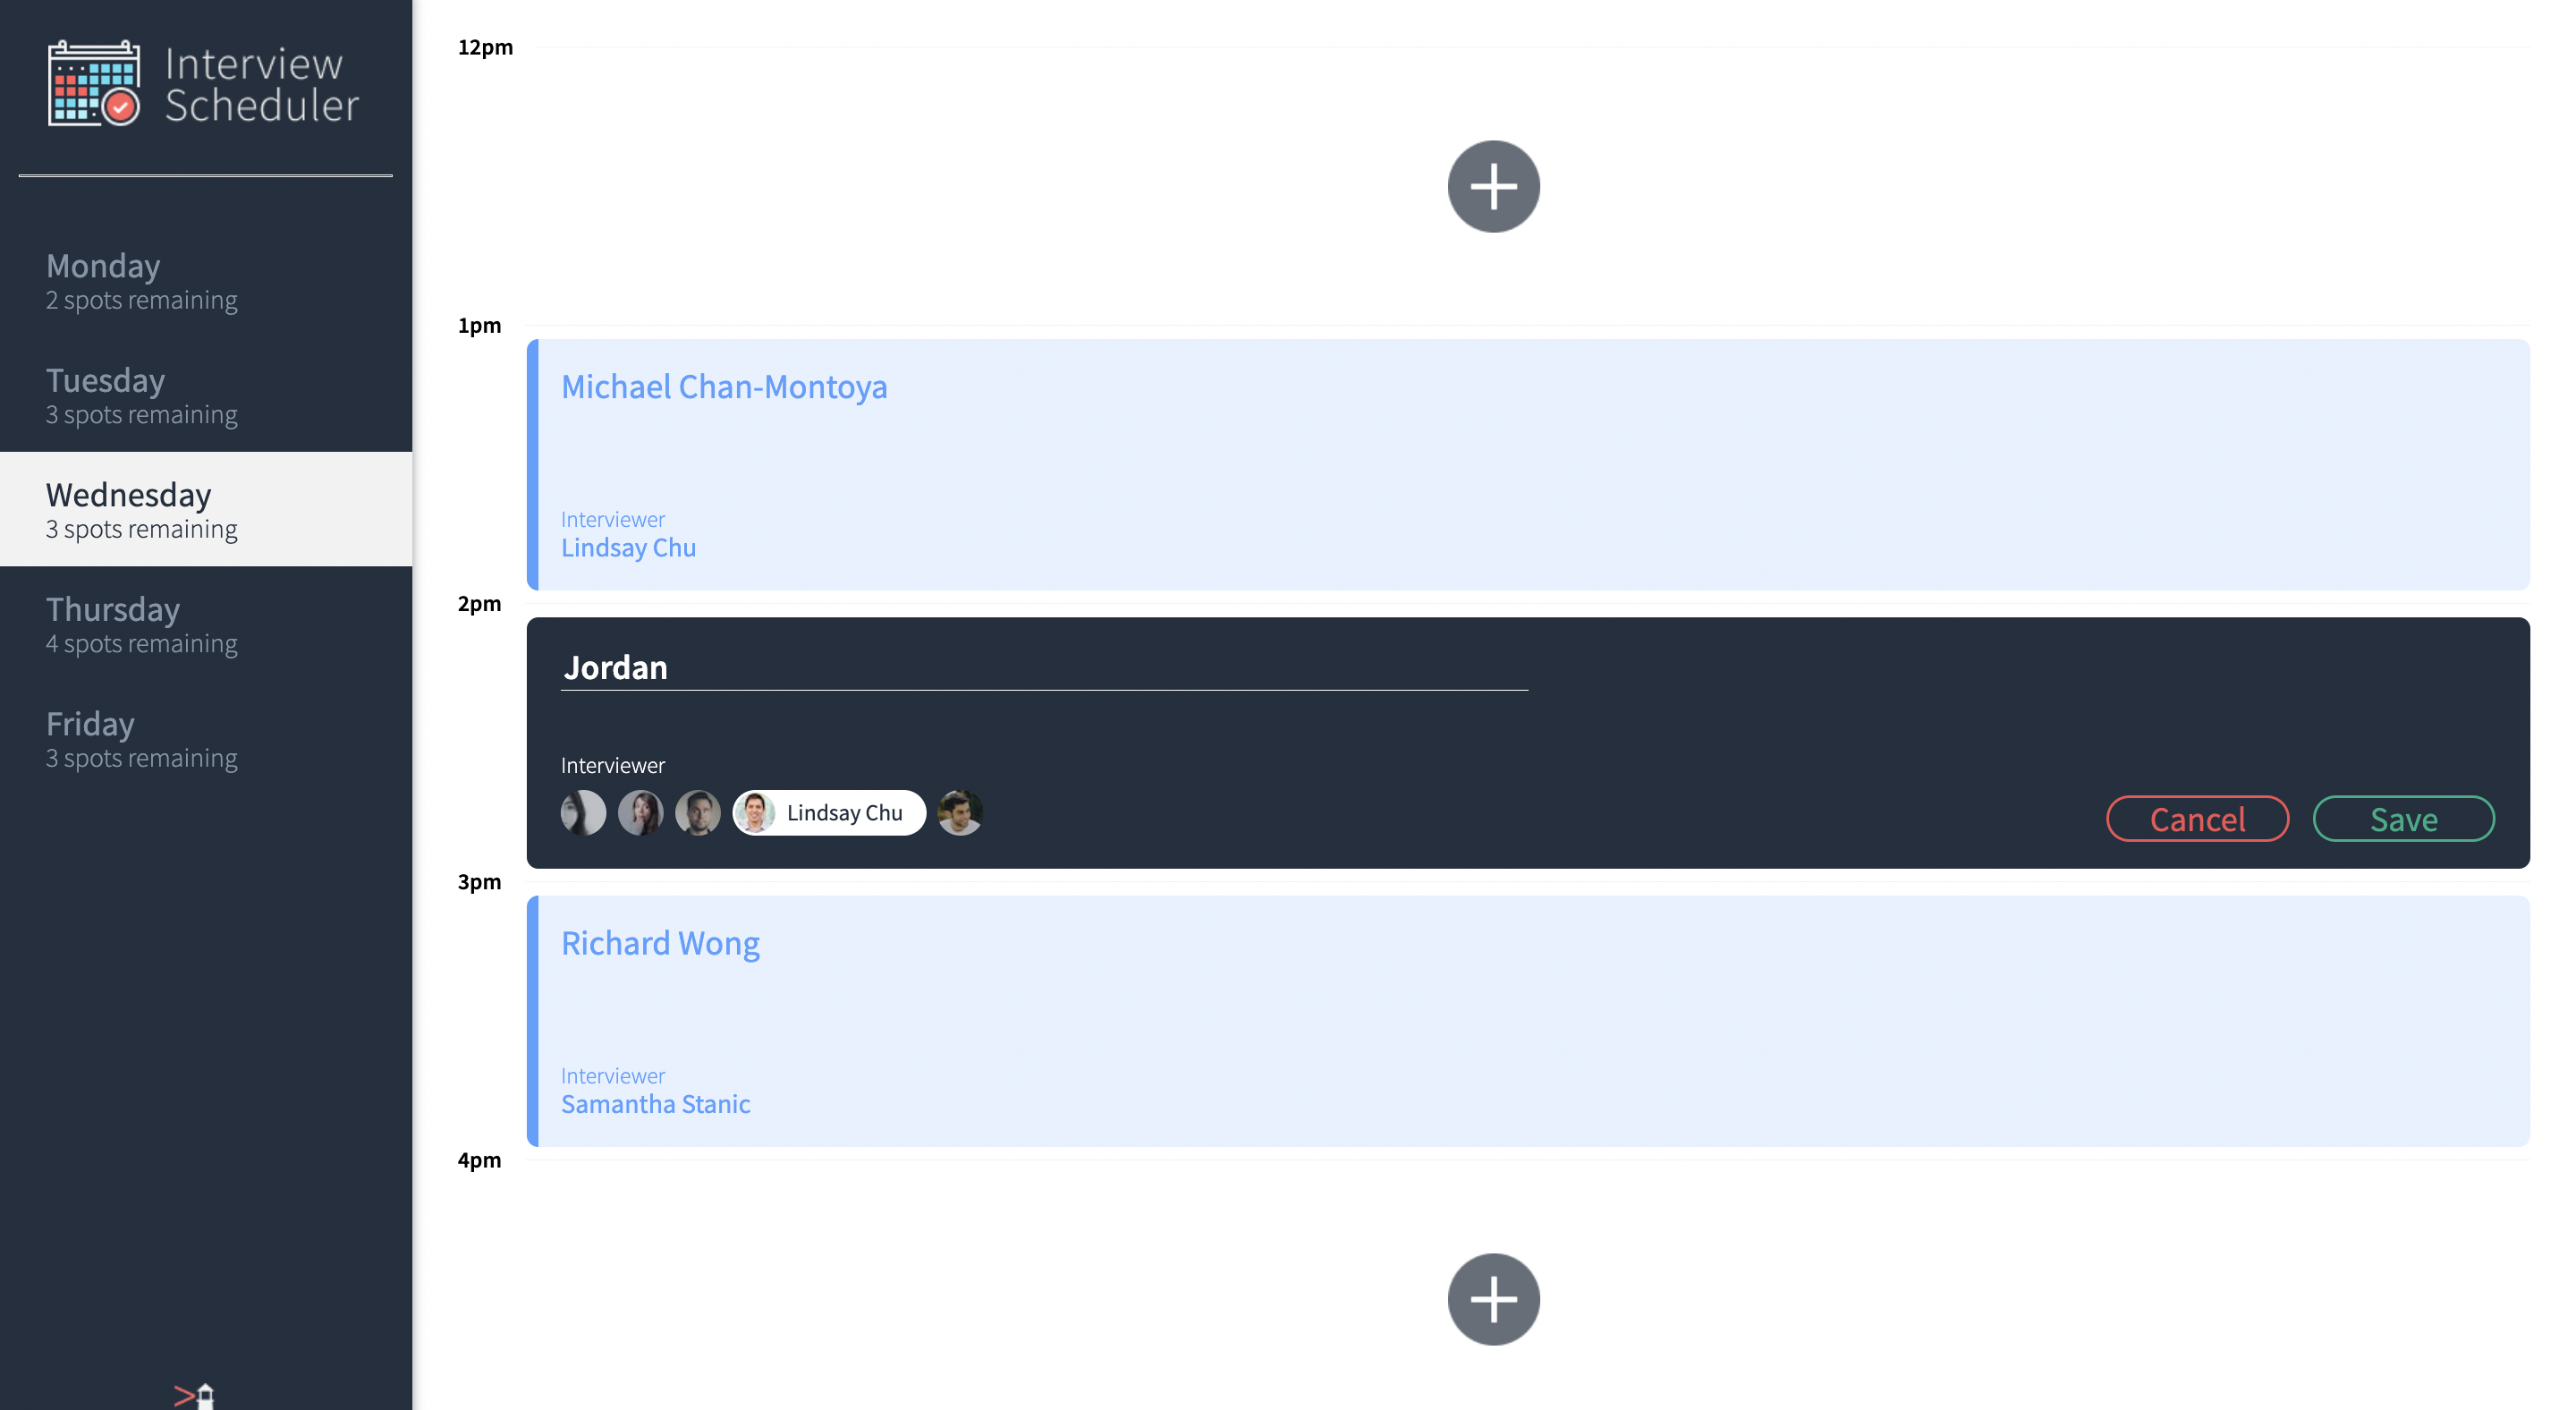 Interview
Scheduler
Monday
2 spots remaining
Tuesday
3 spots remaining
Wednesday
3 spots remaining
Thursday
4 spots remaining
Friday
3 spots remaining
12pm
1pm
Michael Chan-Montoya
Interviewer
Lindsay Chu
2pm
Jordan
Interviewer
Lindsay Chu
Cancel
Save
3pm
Richard Wong
Interviewer
Samantha Stanic
4pm